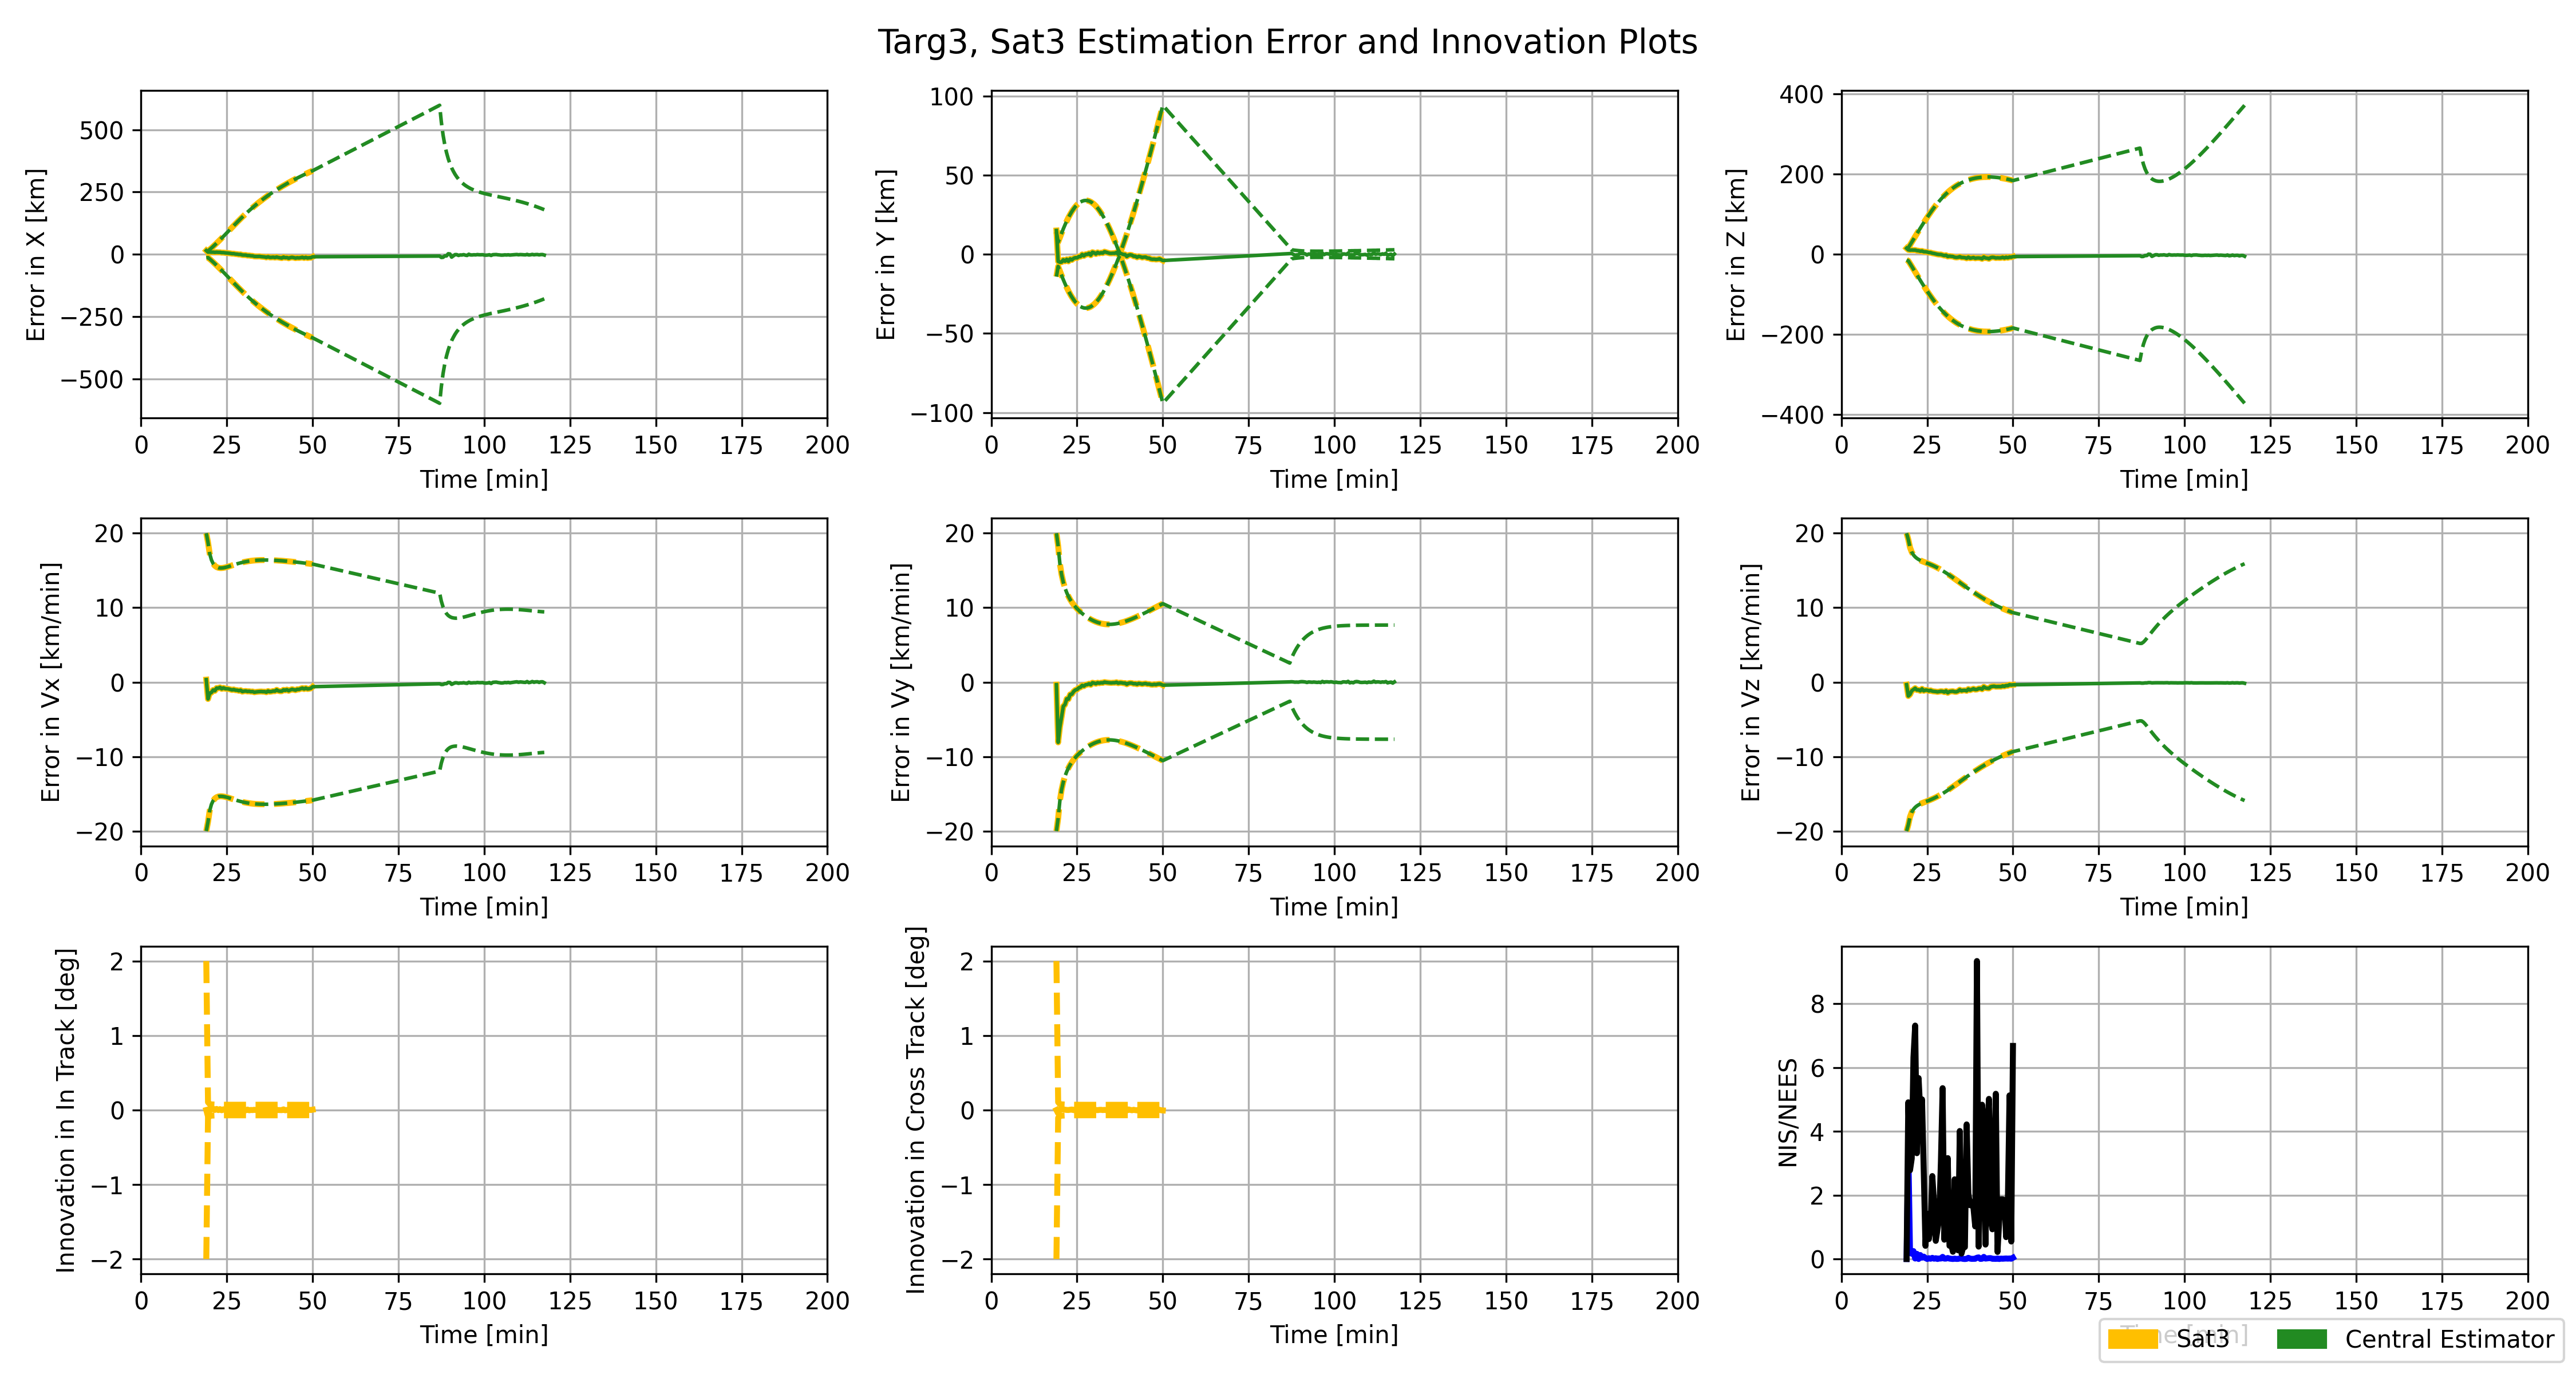 Targ3, Sat3 Estimation Error and Innovation Plots
Error in X [km]
500
250
0
−250
−500
0 25 50 75 100 125 150 175 200
Time [min]
Error in Y [km]
100
50
0
−50
−100
0 25 50 75 100 125 150 175 200
Time [min]
Error in Z [km]
400
200
0
−200
−400
0 25 50 75 100 125 150 175 200
Time [min]
Error in Vx [km/min]
20
10
0
−10
−20
0 25 50 75 100 125 150 175 200
Time [min]
Error in Vy [km/min]
20
10
0
−10
−20
0 25 50 75 100 125 150 175 200
Time [min]
Error in Vz [km/min]
20
10
0
−10
−20
0 25 50 75 100 125 150 175 200
Time [min]
Innovation in In Track [deg]
2
1
0
−1
−2
0 25 50 75 100 125 150 175 200
Time [min]
Innovation in Cross Track [deg]
2
1
0
−1
−2
0 25 50 75 100 125 150 175 200
Time [min]
NIS/NEES
8
6
4
2
0
0 25 50 75 100 125 150 175 200
Time [min]
Sat3 Central Estimator